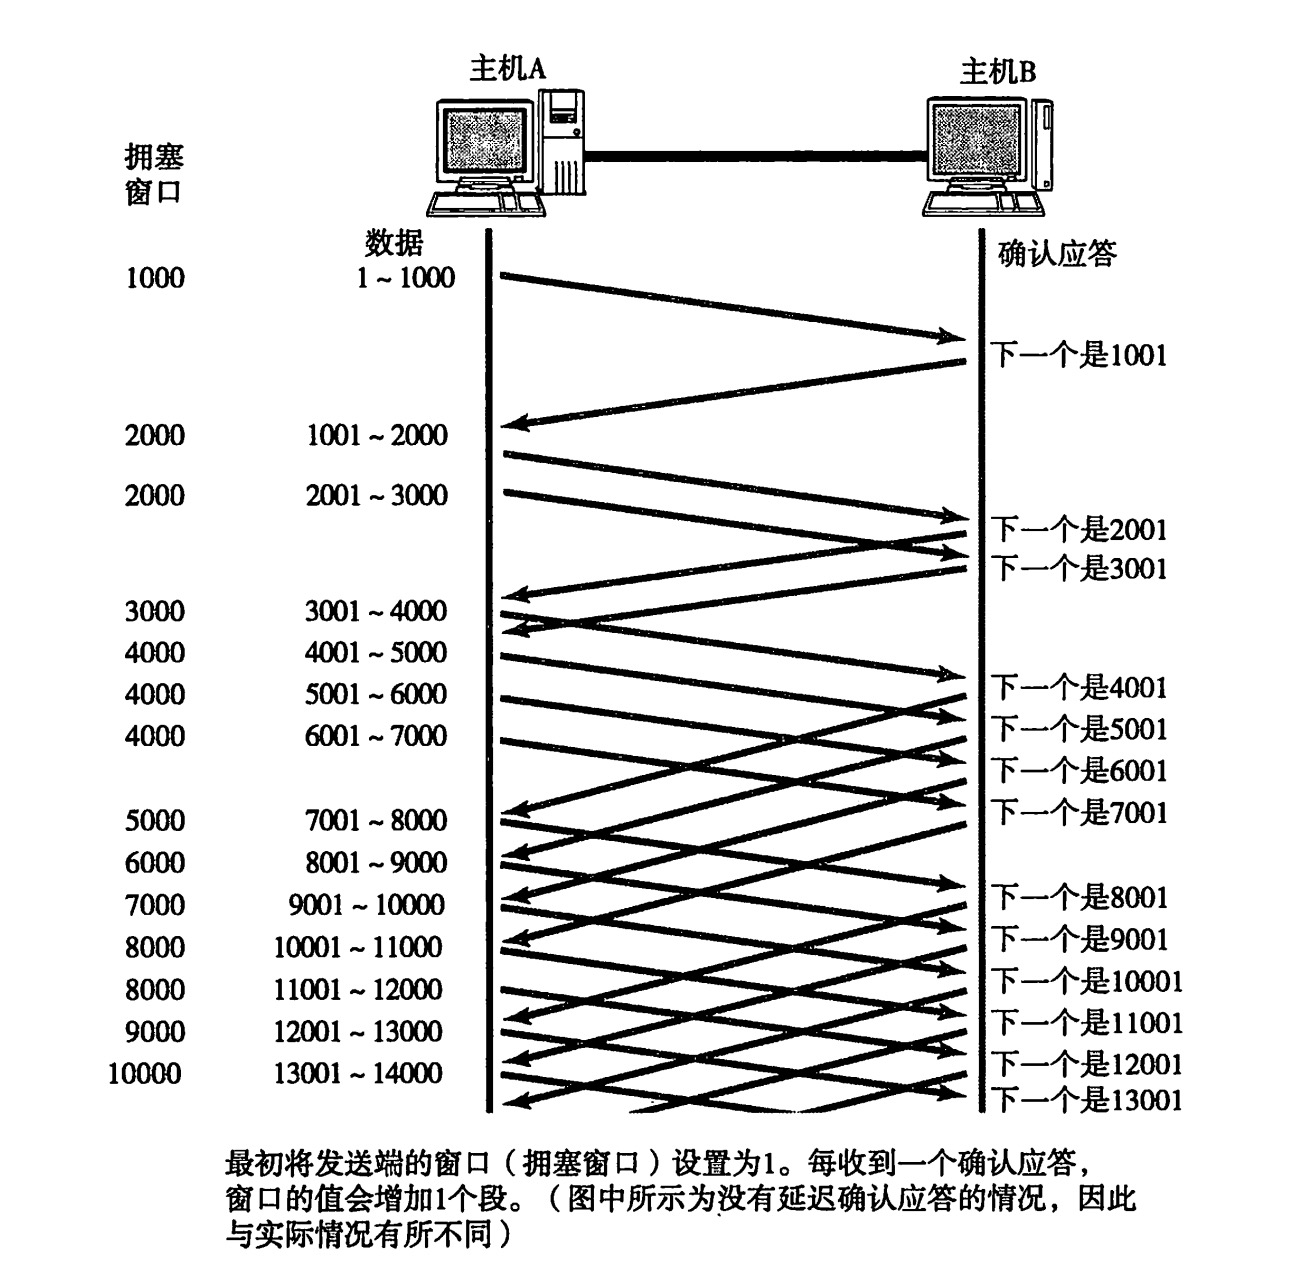 主机A
主机B
拥塞
窗口
数据
确认应答
1000 1~1000
下一个是1001
2000 1001~2000
2000 2001~3000
下一个是2001
下一个是3001
3000 3001~4000
4000 4001~5000
4000 5001~6000
4000 6001~7000
下一个是4001
下一个是5001
下一个是6001
下一个是7001
5000 7001~8000
6000 8001~9000
7000 9001~10000
8000 10001~11000
8000 11001~12000
9000 12001~13000
10000 13001~14000
下一个是8001
下一个是9001
下一个是10001
下一个是11001
下一个是12001
下一个是13001
最初将发送端的窗口（拥塞窗口）设置为1。每收到一个确认应答，
窗口的值会增加1个段。（图中所示为没有延迟确认应答的情况，因此
与实际情况有所不同）